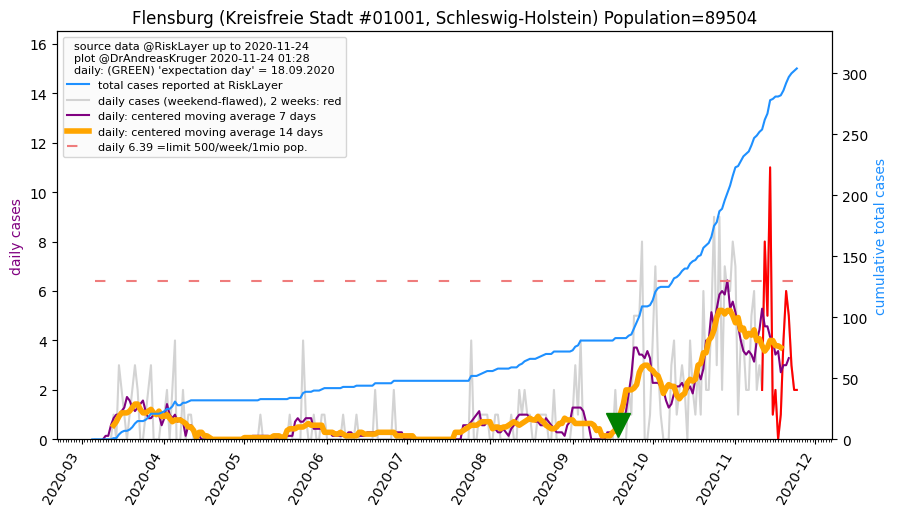 Flensburg (Kreisfreie Stadt #01001, Schleswig-Holstein) Population=89504
source data @RiskLayer up to 2020-11-24
plot @DrAndreasKruger 2020-11-24 01:28
daily: (GREEN) 'expectation day' = 18.09.2020
total cases reported at RiskLayer
daily cases (weekend-flawed), 2 weeks: red
daily: centered moving average 7 days
daily: centered moving average 14 days
daily 6.39 =limit 500/week/1mio pop.
daily cases
16
14
12
10
8
6
4
2
0
300
250
200
150
100
50
0
cumulative total cases
2020-03
2020-04
2020-05
2020-06
2020-07
2020-08
2020-09
2020-10
2020-11
2020-12